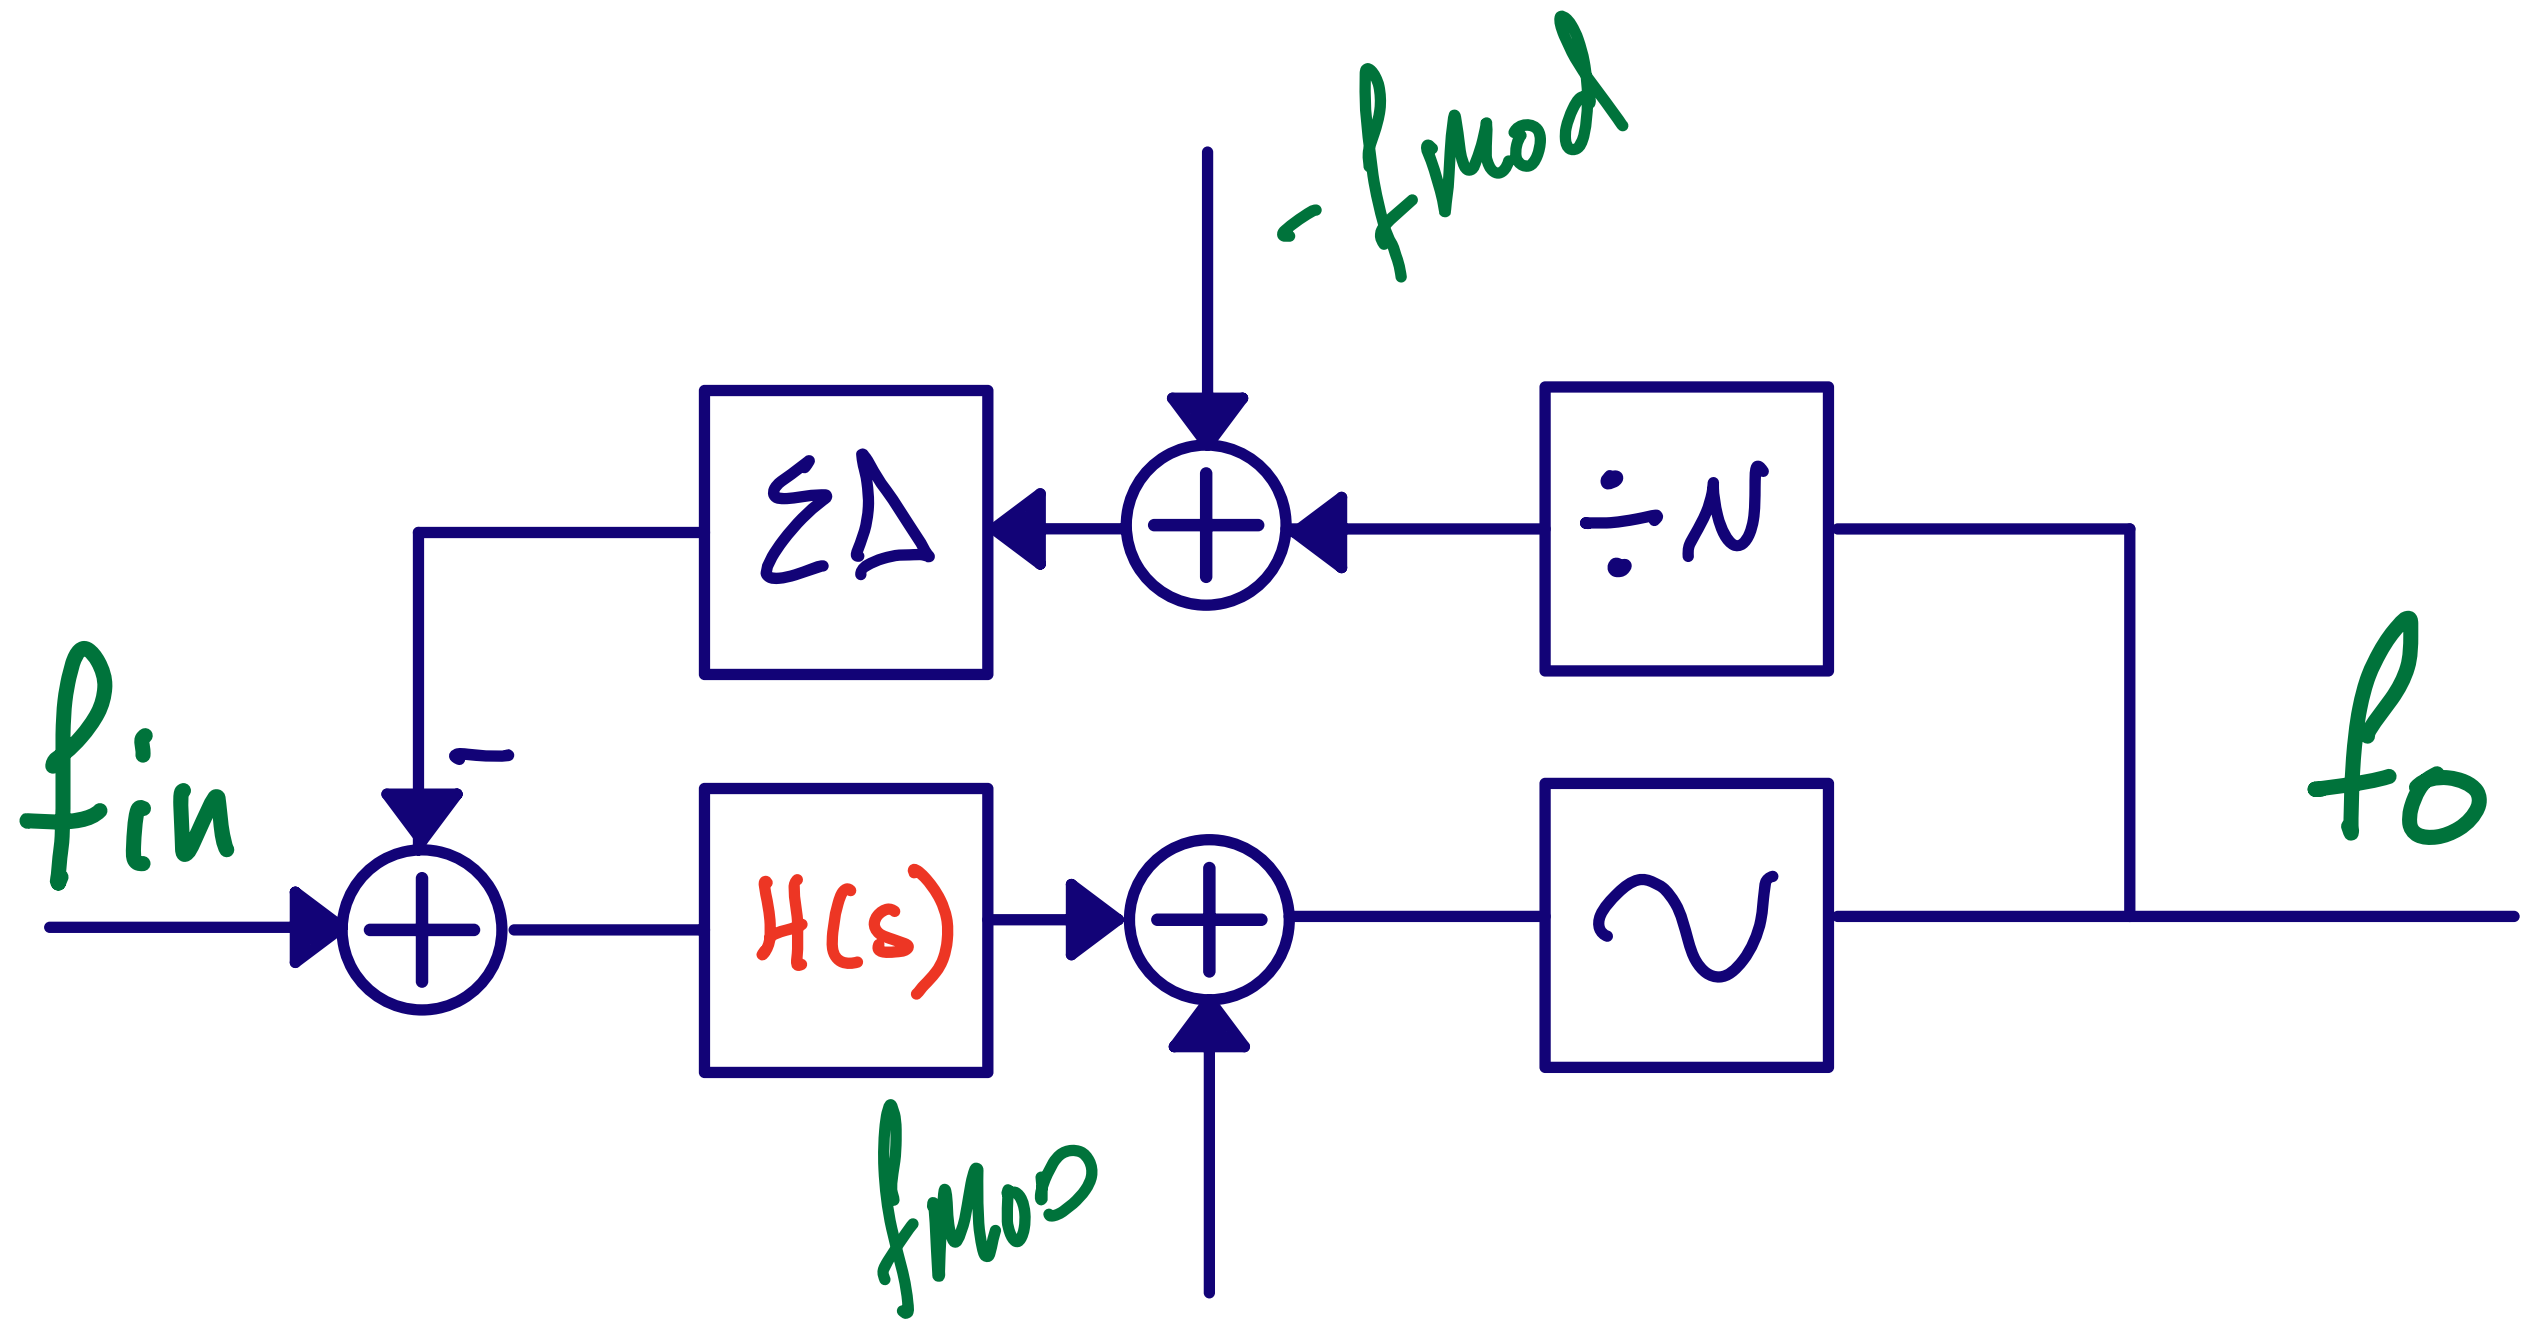 - fmod
ΣΔ
÷N
fin
-
H(s)
fo
fmod